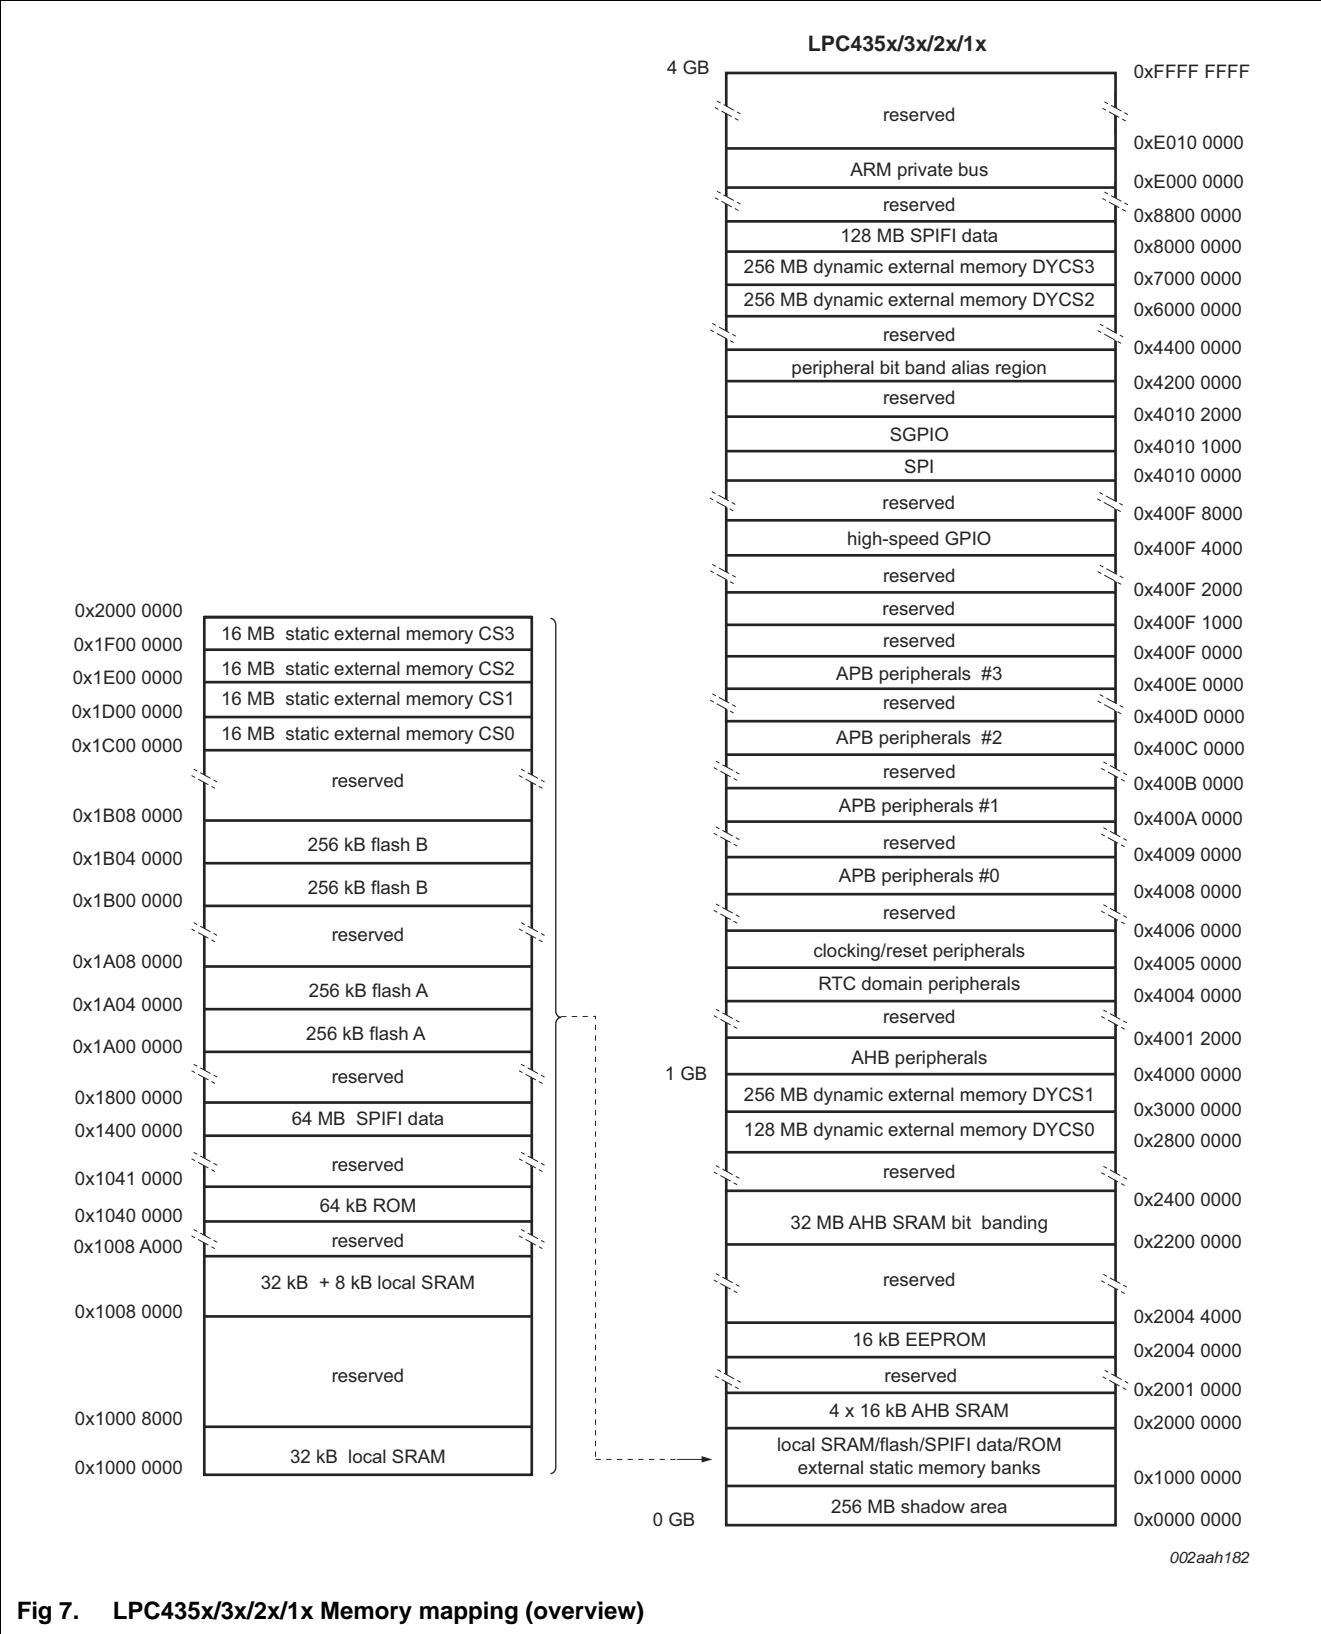 LPC435x/3x/2x/1x
4 GB
0xFFFF FFFF
reserved
0xE010 0000
ARM private bus
0xE000 0000
reserved
0x8800 0000
128 MB SPIFI data
0x8000 0000
256 MB dynamic external memory DYCS3
0x7000 0000
256 MB dynamic external memory DYCS2
0x6000 0000
reserved
0x4400 0000
peripheral bit band alias region
0x4200 0000
reserved
0x4010 2000
SGPIO
0x4010 1000
SPI
0x4010 0000
reserved
0x400F 8000
high-speed GPIO
0x400F 4000
reserved
0x400F 2000
reserved
0x400F 1000
reserved
0x400F 0000
APB peripherals #3
0x400E 0000
reserved
0x400D 0000
APB peripherals #2
0x400C 0000
reserved
0x400B 0000
APB peripherals #1
0x400A 0000
reserved
0x4009 0000
APB peripherals #0
0x4008 0000
reserved
0x4006 0000
clocking/reset peripherals
0x4005 0000
RTC domain peripherals
0x4004 0000
reserved
0x4001 2000
AHB peripherals
1 GB
0x4000 0000
256 MB dynamic external memory DYCS1
0x3000 0000
128 MB dynamic external memory DYCS0
0x2800 0000
reserved
0x2400 0000
32 MB AHB SRAM bit banding
0x2200 0000
reserved
0x2004 4000
16 kB EEPROM
0x2004 0000
reserved
0x2001 0000
4 x 16 kB AHB SRAM
0x2000 0000
local SRAM/flash/SPIFI data/ROM
external static memory banks
0x1000 0000
256 MB shadow area
0 GB
0x0000 0000
0x2000 0000
16 MB static external memory CS3
0x1F00 0000
16 MB static external memory CS2
0x1E00 0000
16 MB static external memory CS1
0x1D00 0000
16 MB static external memory CS0
0x1C00 0000
reserved
0x1B08 0000
256 kB flash B
0x1B04 0000
256 kB flash B
0x1B00 0000
reserved
0x1A08 0000
256 kB flash A
0x1A04 0000
256 kB flash A
0x1A00 0000
reserved
0x1800 0000
64 MB SPIFI data
0x1400 0000
reserved
0x1041 0000
64 kB ROM
0x1040 0000
reserved
0x1008 A000
32 kB + 8 kB local SRAM
0x1008 0000
reserved
0x1000 8000
32 kB local SRAM
0x1000 0000
002aah182
Fig 7. LPC435x/3x/2x/1x Memory mapping (overview)